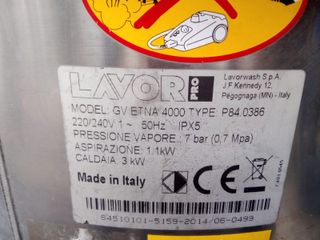 LAVOR PRO
Lavorwash S.p.A.
J.F.Kennedy 12,
Pegognaga (MN) - Italy
MODEL: GV ETNA 4000 TYPE: P84.0386
220/240V 1~ 50Hz IPX5
PRESSIONE VAPORE: 7 bar (0,7 Mpa)
ASPIRAZIONE: 1.1kW
CALDAIA: 3 kW
Made in Italy
CE
84510101-5159-2014/06-0499